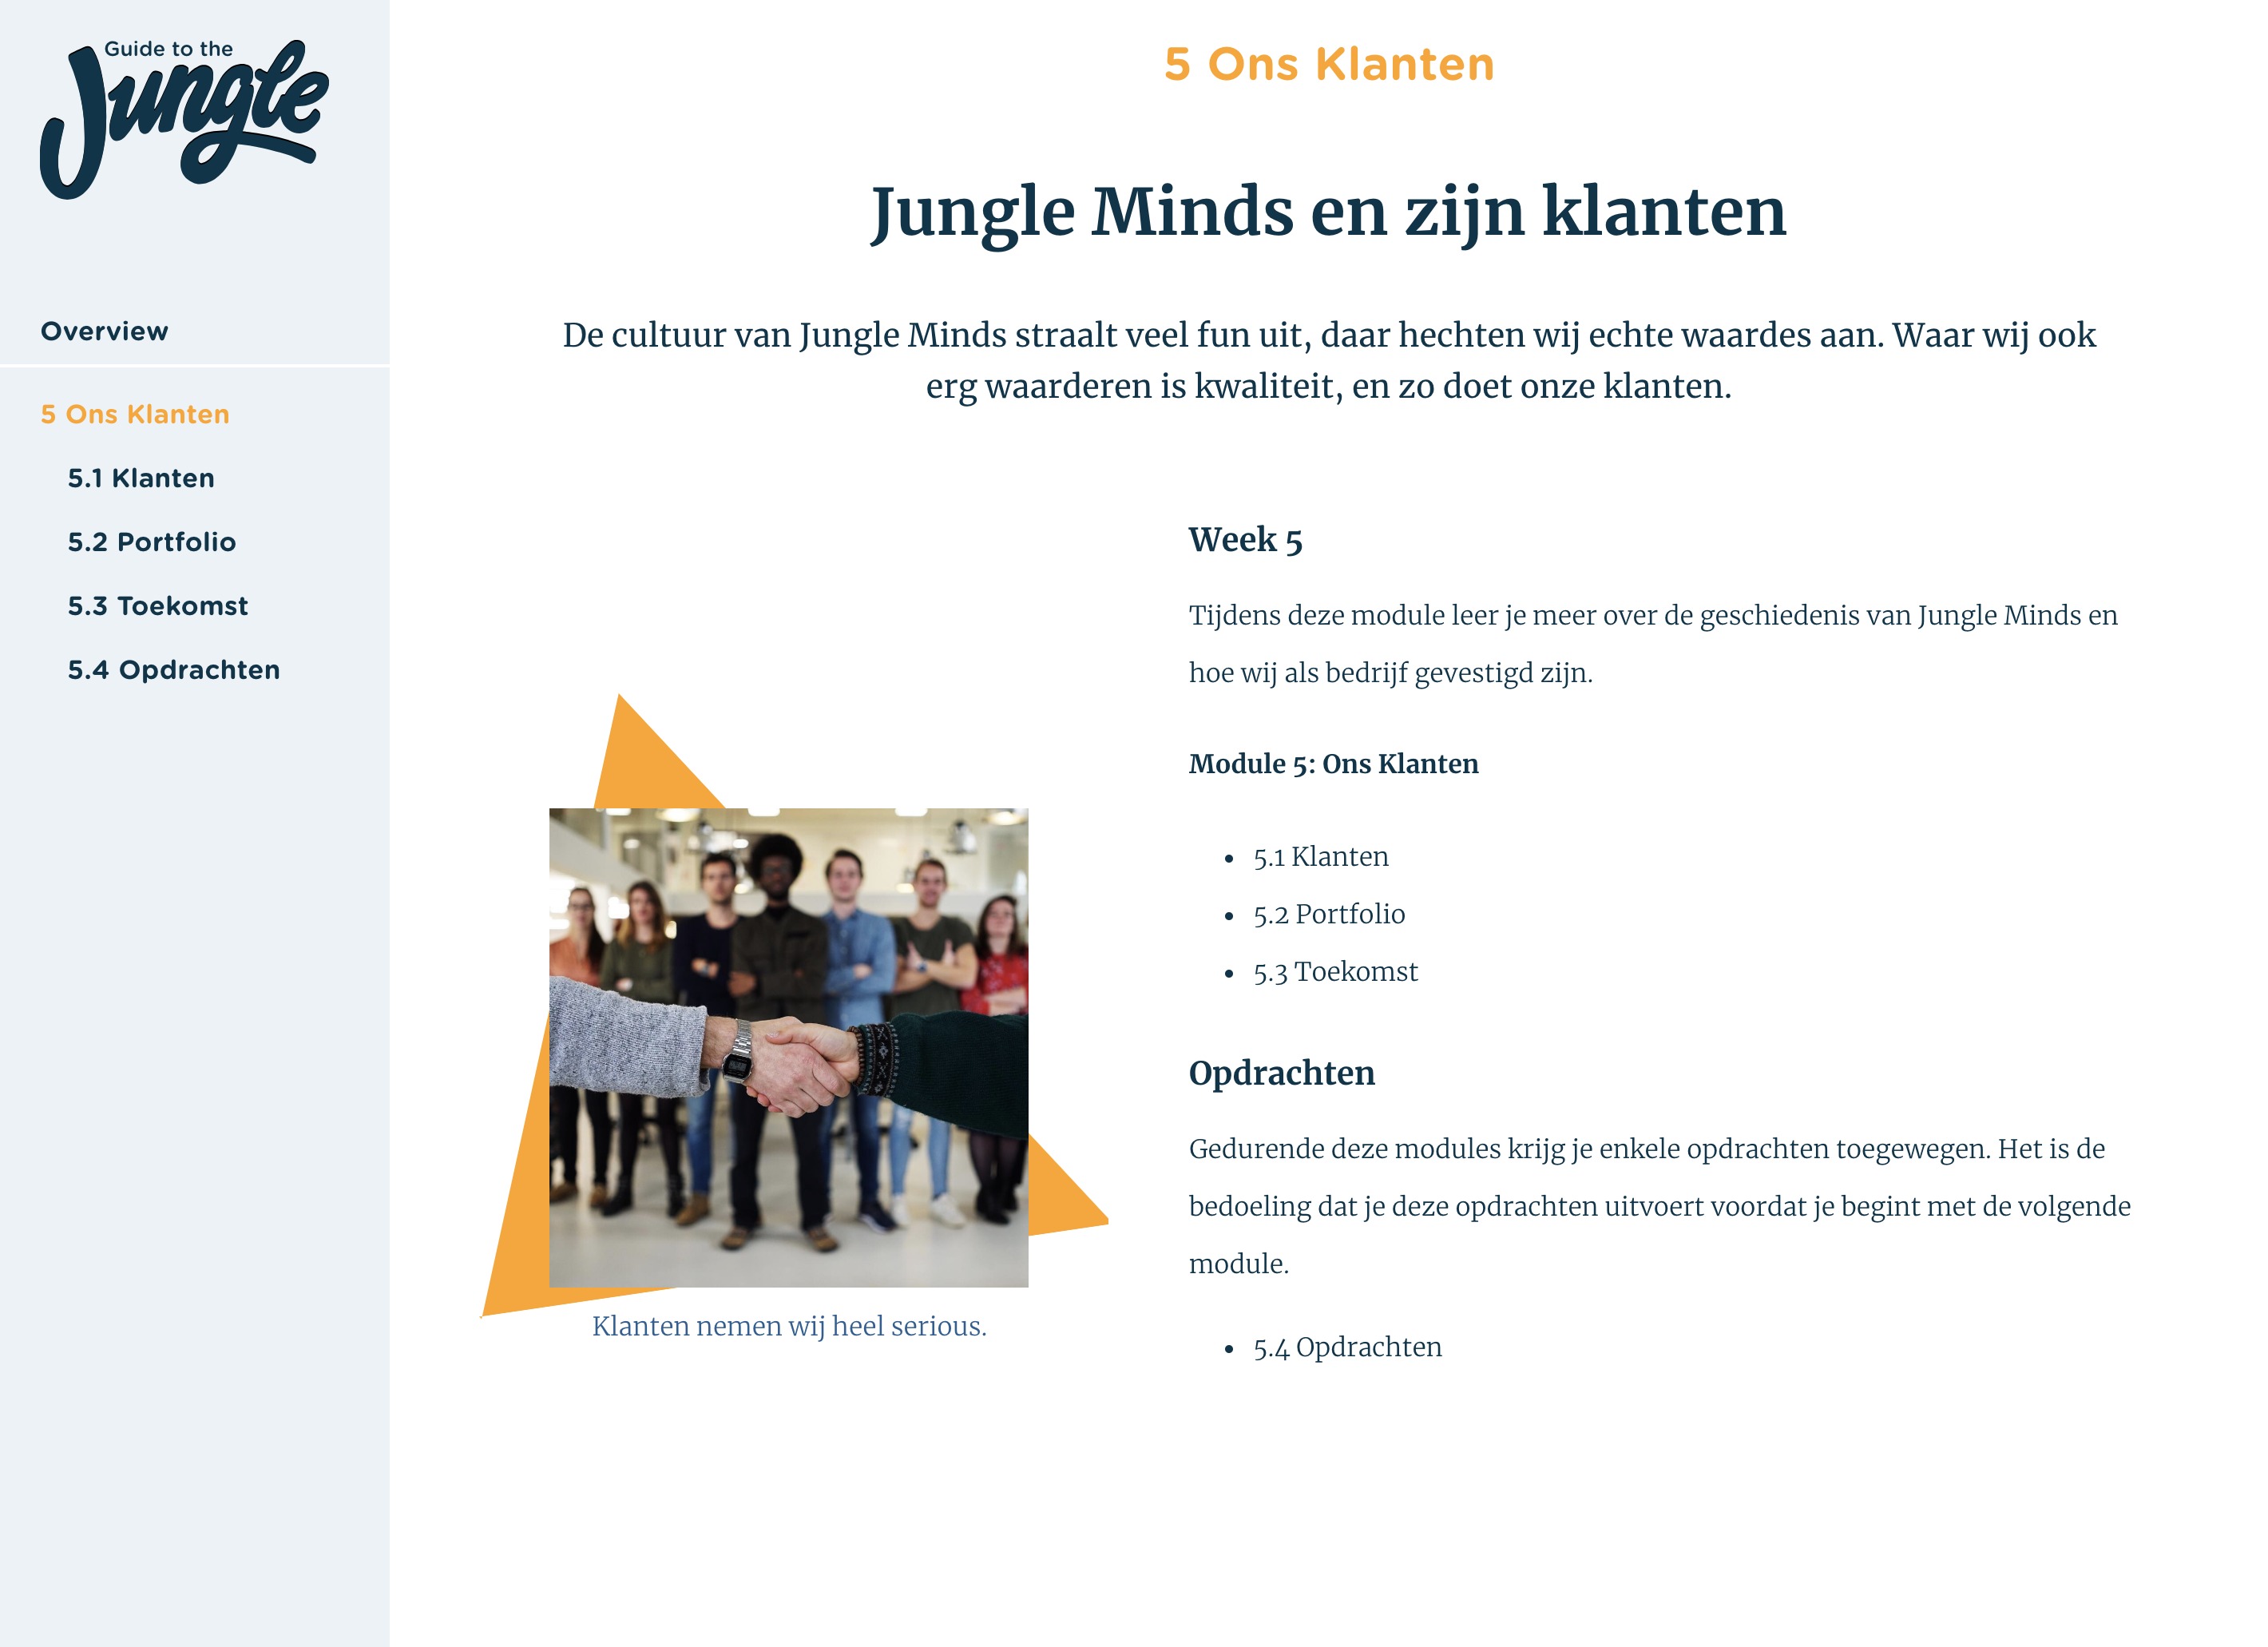 Guide to the
Jungle
Overview
5 Ons Klanten
5.1 Klanten
5.2 Portfolio
5.3 Toekomst
5.4 Opdrachten
5 Ons Klanten
Jungle Minds en zijn klanten
De cultuur van Jungle Minds straalt veel fun uit, daar hechten wij echte waardes aan. Waar wij ook
erg waarderen is kwaliteit, en zo doet onze klanten.
Klanten nemen wij heel serious.
Week 5
Tijdens deze module leer je meer over de geschiedenis van Jungle Minds en
hoe wij als bedrijf gevestigd zijn.
Module 5: Ons Klanten
• 5.1 Klanten
• 5.2 Portfolio
• 5.3 Toekomst
Opdrachten
Gedurende deze modules krijg je enkele opdrachten toegewegen. Het is de
bedoeling dat je deze opdrachten uitvoert voordat je begint met de volgende
module.
• 5.4 Opdrachten